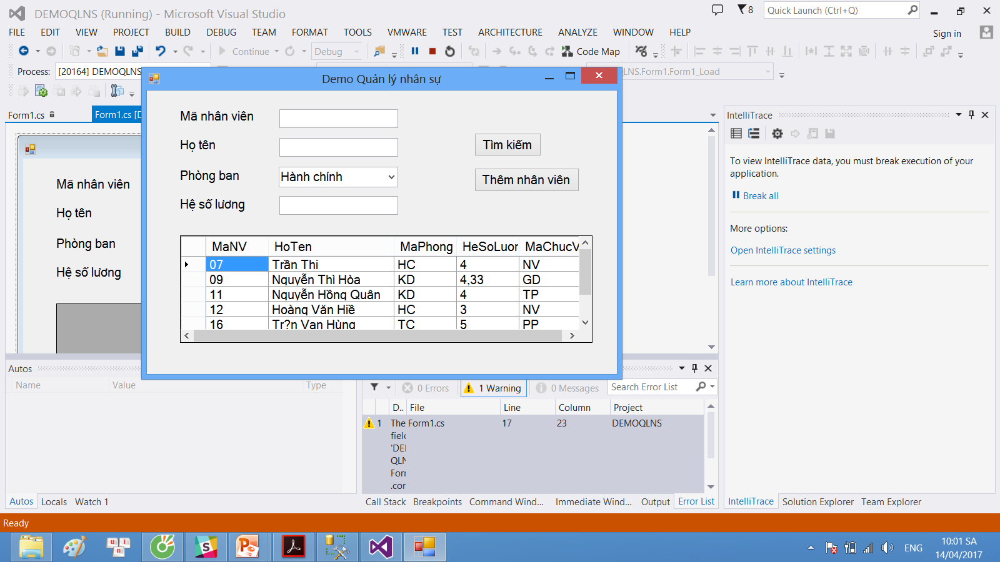 DEMOQLNS (Running) - Microsoft Visual Studio
8
Quick Launch (Ctrl+Q)
FILE EDIT VIEW PROJECT BUILD DEBUG TEAM FORMAT TOOLS VMWARE TEST ARCHITECTURE ANALYZE WINDOW HELP
Sign in
Continue
Debug
Code Map
Process: [20164] DEMOQLNS
QLNS.Form1.Form1_Load
Form1.cs
Form1.cs [D
Mã nhân viên
Họ tên
Phòng ban
Hệ số lương
Demo Quản lý nhân sự
Mã nhân viên
Họ tên
Phòng ban
Hành chính
Hệ số lương
Tìm kiếm
Thêm nhân viên
MaNV HoTen MaPhong HeSoLuor MaChucV
07 Trần Thi HC 4 NV
09 Nguyễn Thì Hòa KD 4,33 GD
11 Nguyễn Hồng Quân KD 4 TP
12 Hoàng Văn Hiề HC 3 NV
16 Tr?n Van Hùng TC 5 PP
IntelliTrace
To view IntelliTrace data, you must break execution of your
application.
Break all
More options:
Open IntelliTrace settings
Learn more about IntelliTrace
Autos
Name Value Type
0 Errors
1 Warning
0 Messages
Search Error List
D.. File Line Column Project
1 The Form1.cs 17 23 DEMOQLNS
field
'DEI
QLN
Forr
.cor
Autos Locals Watch 1
Call Stack Breakpoints Command Wind... Immediate Wind... Output Error List
IntelliTrace Solution Explorer Team Explorer
Ready
u i n
S
P
ENG
10:01 SA
14/04/2017